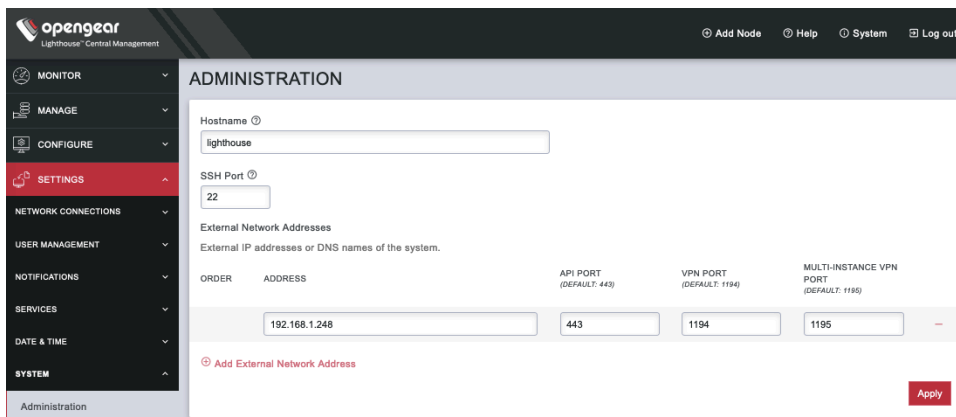 opengear
Lighthouse™ Central Management
Add Node
Help
System
Log out
MONITOR
MANAGE
CONFIGURE
SETTINGS
NETWORK CONNECTIONS
USER MANAGEMENT
NOTIFICATIONS
SERVICES
DATE & TIME
SYSTEM
Administration
ADMINISTRATION
Hostname
lighthouse
SSH Port
22
External Network Addresses
External IP addresses or DNS names of the system.
ORDER ADDRESS API PORT (DEFAULT: 443) VPN PORT (DEFAULT: 1194) MULTI-INSTANCE VPN PORT (DEFAULT: 1195)
192.168.1.248 443 1194 1195
Add External Network Address
Apply